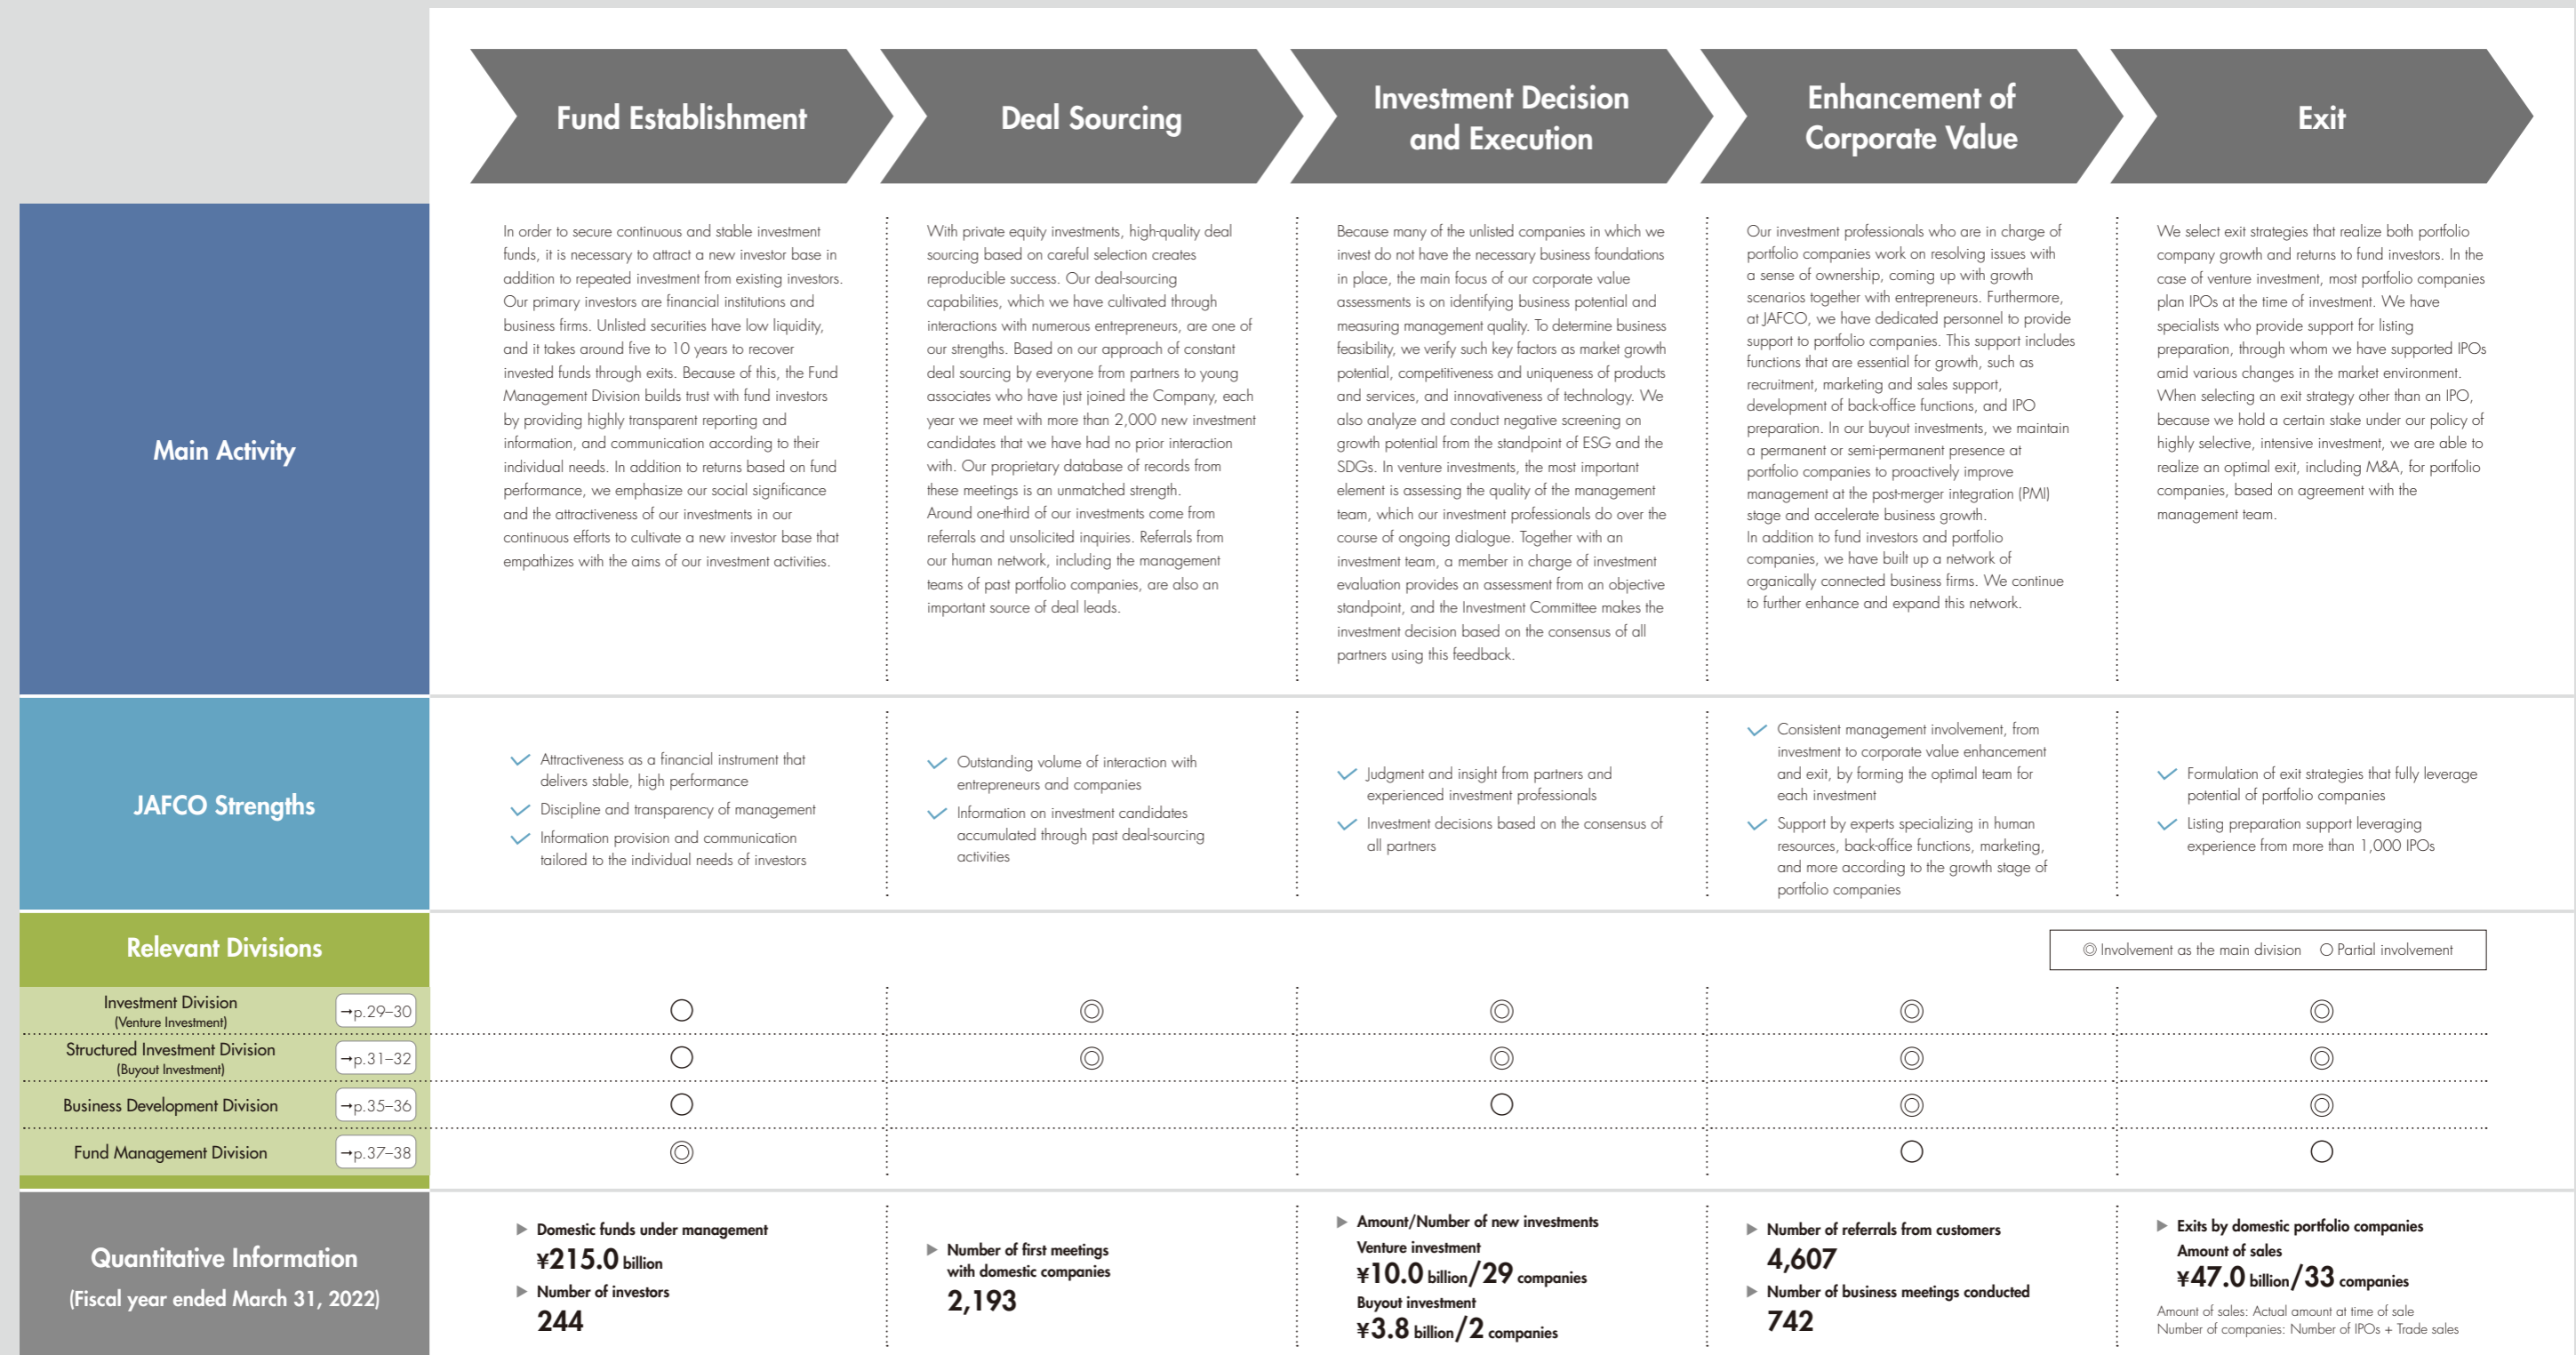 Fund Establishment
Deal Sourcing
Investment Decision
and Execution
Enhancement of
Corporate Value
Exit
Main Activity
In order to secure continuous and stable investment
funds, it is necessary to attract a new investor base in
addition to repeated investment from existing investors.
Our primary investors are financial institutions and
business firms. Unlisted securities have low liquidity,
and it takes around five to 10 years to recover
invested funds through exits. Because of this, the Fund
Management Division builds trust with fund investors
by providing highly transparent reporting and
information, and communication according to their
individual needs. In addition to returns based on fund
performance, we emphasize our social significance
and the attractiveness of our investments in our
continuous efforts to cultivate a new investor base that
empathizes with the aims of our investment activities.
With private equity investments, high-quality deal
sourcing based on careful selection creates
reproducible success. Our deal-sourcing
capabilities, which we have cultivated through
interactions with numerous entrepreneurs, are one of
our strengths. Based on our approach of constant
deal sourcing by everyone from partners to young
associates who have just joined the Company, each
year we meet with more than 2,000 new investment
candidates that we have had no prior interaction
with. Our proprietary database of records from
these meetings is an unmatched strength.
Around one-third of our investments come from
referrals and unsolicited inquiries. Referrals from
our human network, including the management
teams of past portfolio companies, are also an
important source of deal leads.
Because many of the unlisted companies in which we
invest do not have the necessary business foundations
in place, the main focus of our corporate value
assessments is on identifying business potential and
measuring management quality. To determine business
feasibility, we verify such key factors as market growth
potential, competitiveness and uniqueness of products
and services, and innovativeness of technology. We
also analyze and conduct negative screening on
growth potential from the standpoint of ESG and the
SDGs. In venture investments, the most important
element is assessing the quality of the management
team, which our investment professionals do over the
course of ongoing dialogue. Together with an
investment team, a member in charge of investment
evaluation provides an assessment from an objective
standpoint, and the Investment Committee makes the
investment decision based on the consensus of all
partners using this feedback.
Our investment professionals who are in charge of
portfolio companies work on resolving issues with
a sense of ownership, coming up with growth
scenarios together with entrepreneurs. Furthermore,
at JAFCO, we have dedicated personnel to provide
support to portfolio companies. This support includes
functions that are essential for growth, such as
recruitment, marketing and sales support,
development of back-office functions, and IPO
preparation. In our buyout investments, we maintain
a permanent or semi-permanent presence at
portfolio companies to proactively improve
management at the post-merger integration (PMI)
stage and accelerate business growth.
In addition to fund investors and portfolio
companies, we have built up a network of
organically connected business firms. We continue
to further enhance and expand this network.
We select exit strategies that realize both portfolio
company growth and returns to fund investors. In the
case of venture investment, most portfolio companies
plan IPOs at the time of investment. We have
specialists who provide support for listing
preparation, through whom we have supported IPOs
amid various changes in the market environment.
When selecting an exit strategy other than an IPO,
because we hold a certain stake under our policy of
highly selective, intensive investment, we are able to
realize an optimal exit, including M&A, for portfolio
companies, based on agreement with the
management team.
JAFCO Strengths
Attractiveness as a financial instrument that
delivers stable, high performance
Discipline and transparency of management
Information provision and communication
tailored to the individual needs of investors
Outstanding volume of interaction with
entrepreneurs and companies
Information on investment candidates
accumulated through past deal-sourcing
activities
Judgment and insight from partners and
experienced investment professionals
Investment decisions based on the consensus of
all partners
Consistent management involvement, from
investment to corporate value enhancement
and exit, by forming the optimal team for
each investment
Support by experts specializing in human
resources, back-office functions, marketing,
and more according to the growth stage of
portfolio companies
Formulation of exit strategies that fully leverage
potential of portfolio companies
Listing preparation support leveraging
experience from more than 1,000 IPOs
Relevant Divisions
◎ Involvement as the main division ○ Partial involvement
Investment Division
(Venture Investment)
→p.29–30
○ ◎ ◎ ◎ ◎
Structured Investment Division
(Buyout Investment)
→p.31–32
○ ◎ ◎ ◎ ◎
Business Development Division
→p.35–36
○ ○ ◎ ◎
Fund Management Division
→p.37–38
◎ ○ ○
Quantitative Information
(Fiscal year ended March 31, 2022)
▶ Domestic funds under management
¥215.0 billion
▶ Number of investors
244
▶ Number of first meetings
with domestic companies
2,193
▶ Amount/Number of new investments
Venture investment
¥10.0 billion/29 companies
Buyout investment
¥3.8 billion/2 companies
▶ Number of referrals from customers
4,607
▶ Number of business meetings conducted
742
▶ Exits by domestic portfolio companies
Amount of sales
¥47.0 billion/33 companies
Amount of sales: Actual amount at time of sale
Number of companies: Number of IPOs + Trade sales